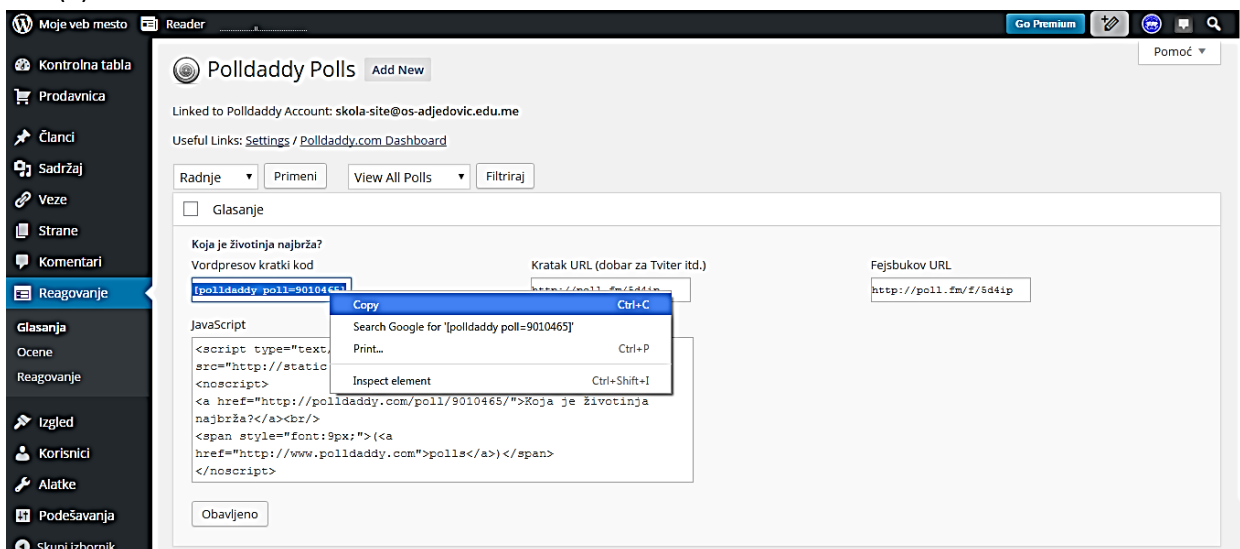 Moje veb mesto Reader Go Premium
Pomoć ▼
Kontrolna tabla
Prodavnica
Članci
Sadržaj
Veze
Strane
Komentari
Reagovanje
Glasanja
Ocene
Reagovanje
Izgled
Korisnici
Alatke
Podešavanja
Skupi izbornik
Polldaddy Polls Add New
Linked to Polldaddy Account: skola-site@os-adjedovic.edu.me
Useful Links: Settings / Polldaddy.com Dashboard
Radnje ▼ Primeni View All Polls ▼ Filtriraj
Glasanje
Koja je životinja najbrža?
Vordpresov kratki kod Kratak URL (dobar za Tviter itd.) Fejsbukov URL
[polldaddy poll=9010465] http://poll.fm/5d4ip http://poll.fm/f/5d4ip
Copy Ctrl+C
Search Google for '[polldaddy poll=9010465]'
Print... Ctrl+P
Inspect element Ctrl+Shift+I
JavaScript
<script type="text/
src="http://static
<noscript>
<a href="http://polldaddy.com/poll/9010465/">Koja je životinja
najbrža?</a><br/>
<span style="font:9px;">(<a
href="http://www.polldaddy.com">polls</a>)</span>
</noscript>
Obavljeno